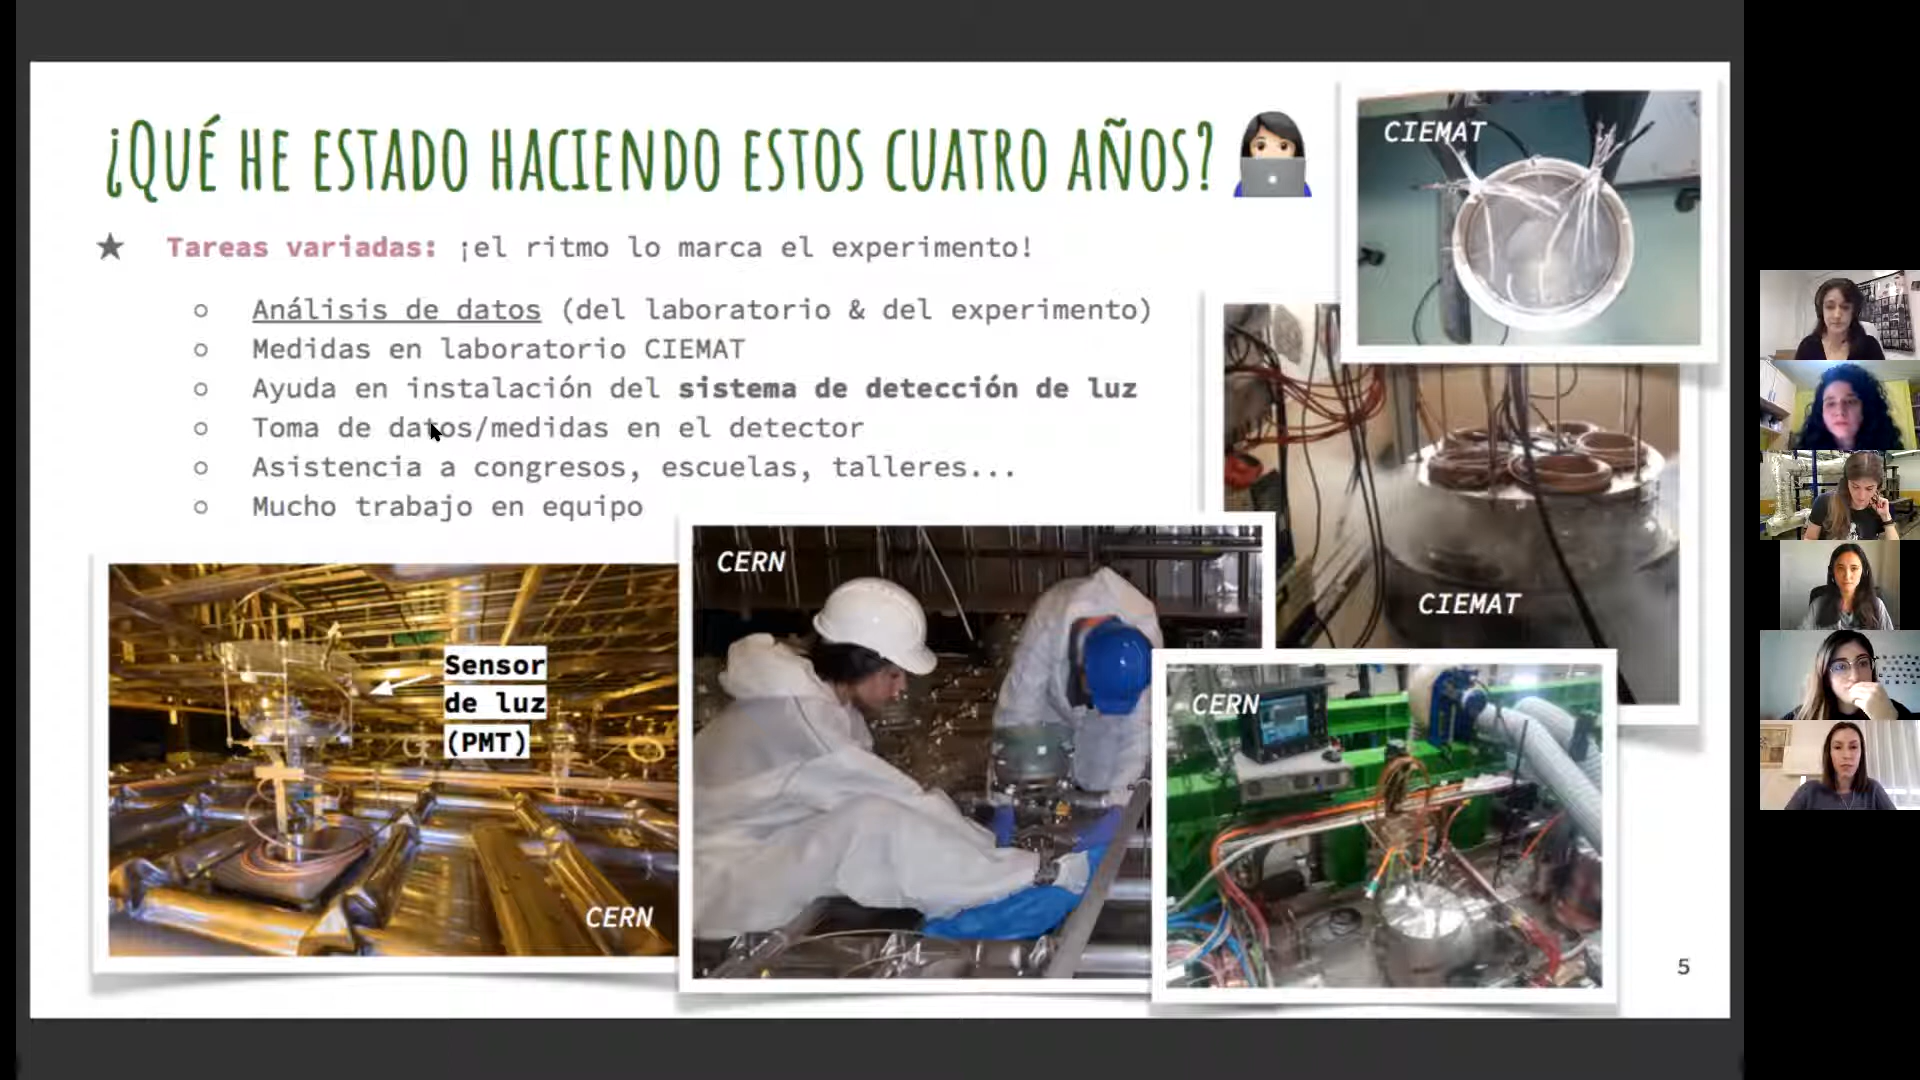 ¿QUÉ HE ESTADO HACIENDO ESTOS CUATRO AÑOS?
★ Tareas variadas: ¡el ritmo lo marca el experimento!
○ Análisis de datos (del laboratorio & del experimento)
○ Medidas en laboratorio CIEMAT
○ Ayuda en instalación del sistema de detección de luz
○ Toma de datos/medidas en el detector
○ Asistencia a congresos, escuelas, talleres...
○ Mucho trabajo en equipo
CIEMAT
CIEMAT
CERN
Sensor
de luz
(PMT)
CERN
CERN
5